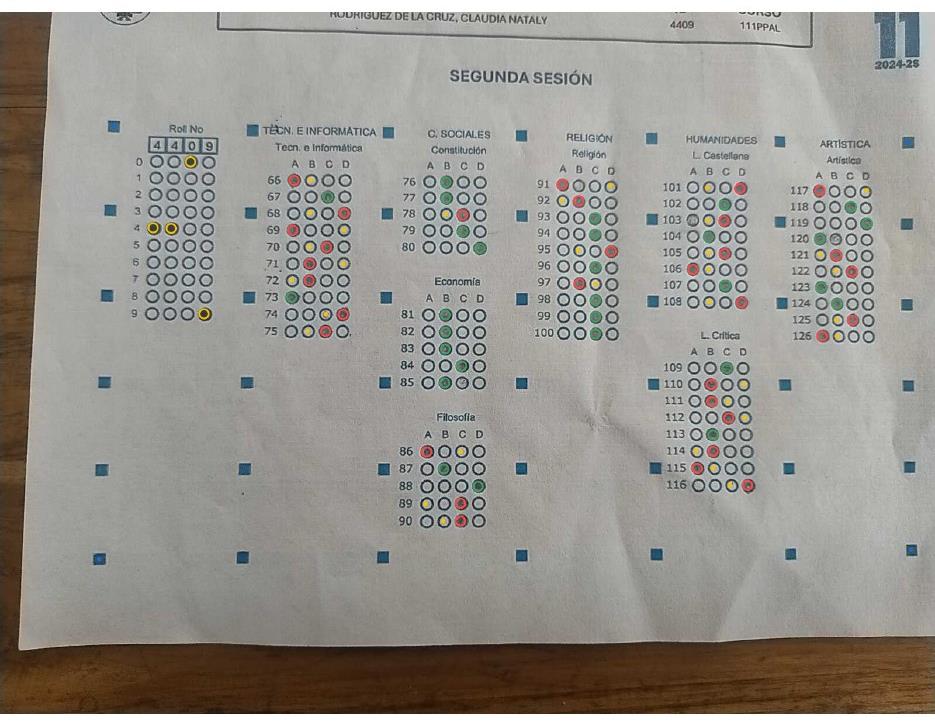 RODRIGUEZ DE LA CRUZ, CLAUDIA NATALY
4409 111PPAL
11
2024-2S
SEGUNDA SESIÓN
Roll No
4 4 0 9
0
1
2
3
4
5
6
7
8
9
TECN. E INFORMÁTICA
Tecn. e Informática
A B C D
66
67
68
69
70
71
72
73
74
75
C. SOCIALES
Constitución
A B C D
76
77
78
79
80
Economía
A B C D
81
82
83
84
85
Filosofía
A B C D
86
87
88
89
90
RELIGIÓN
Religión
A B C D
91
92
93
94
95
96
97
98
99
100
HUMANIDADES
L. Castellana
A B C D
101
102
103
104
105
106
107
108
L. Crítica
A B C D
109
110
111
112
113
114
115
116
ARTÍSTICA
Artística
A B C D
117
118
119
120
121
122
123
124
125
126